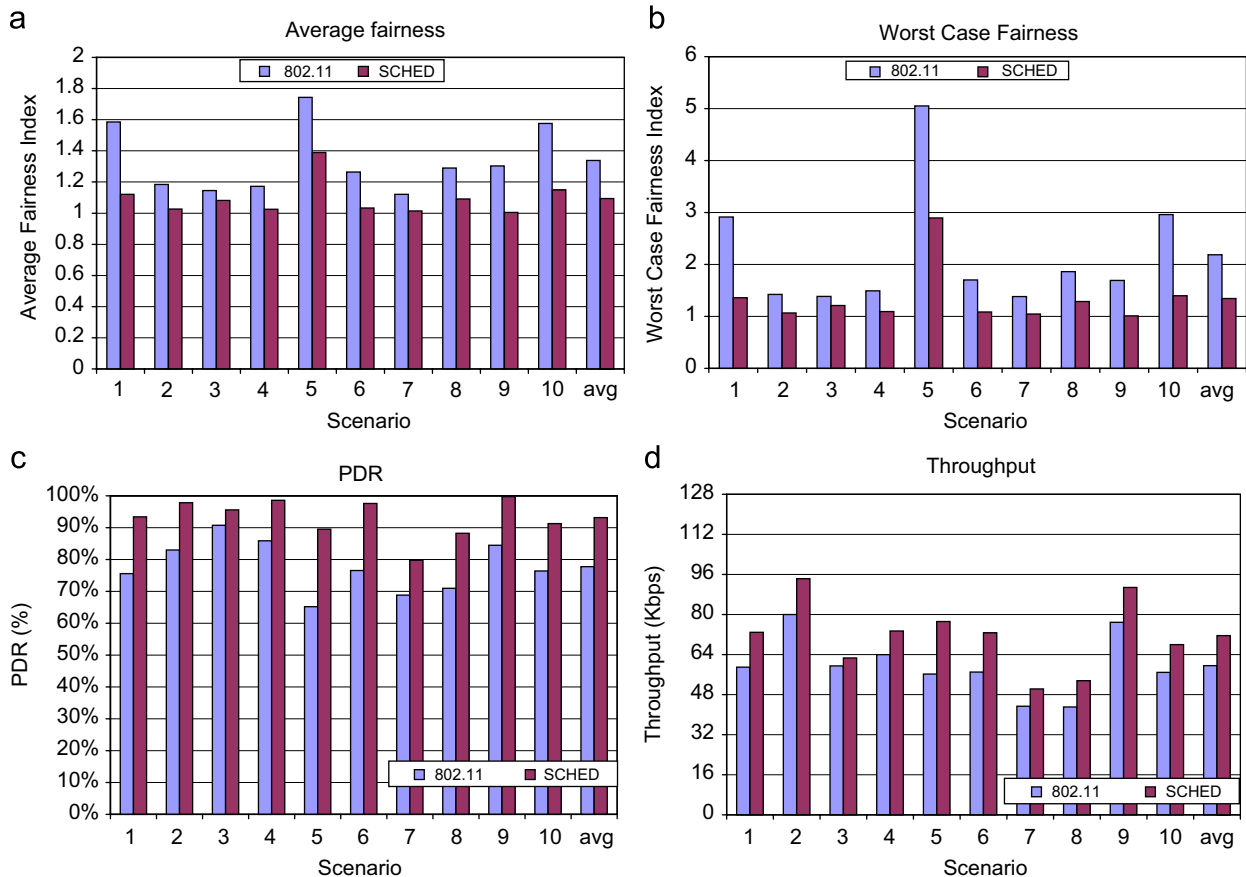 a
Average fairness
802.11 SCHED
Average Fairness Index
2
1.8
1.6
1.4
1.2
1
0.8
0.6
0.4
0.2
0
1 2 3 4 5 6 7 8 9 10 avg
Scenario
b
Worst Case Fairness
802.11 SCHED
Worst Case Fairness Index
6
5
4
3
2
1
0
1 2 3 4 5 6 7 8 9 10 avg
Scenario
c
PDR
PDR (%)
100%
90%
80%
70%
60%
50%
40%
30%
20%
10%
0%
802.11 SCHED
1 2 3 4 5 6 7 8 9 10 avg
Scenario
d
Throughput
Throughput (Kbps)
128
112
96
80
64
48
32
16
0
802.11 SCHED
1 2 3 4 5 6 7 8 9 10 avg
Scenario